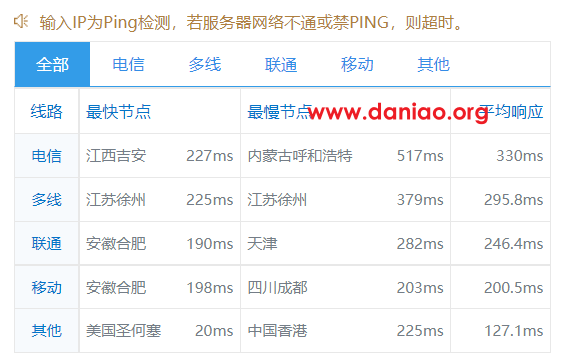 输入IP为Ping检测，若服务器网络不通或禁PING，则超时。
全部 电信 多线 联通 移动 其他
线路 最快节点 最慢节点 平均响应
www.daniao.org
电信 江西吉安 227ms 内蒙古呼和浩特 517ms 330ms
多线 江苏徐州 225ms 江苏徐州 379ms 295.8ms
联通 安徽合肥 190ms 天津 282ms 246.4ms
移动 安徽合肥 198ms 四川成都 203ms 200.5ms
其他 美国圣何塞 20ms 中国香港 225ms 127.1ms